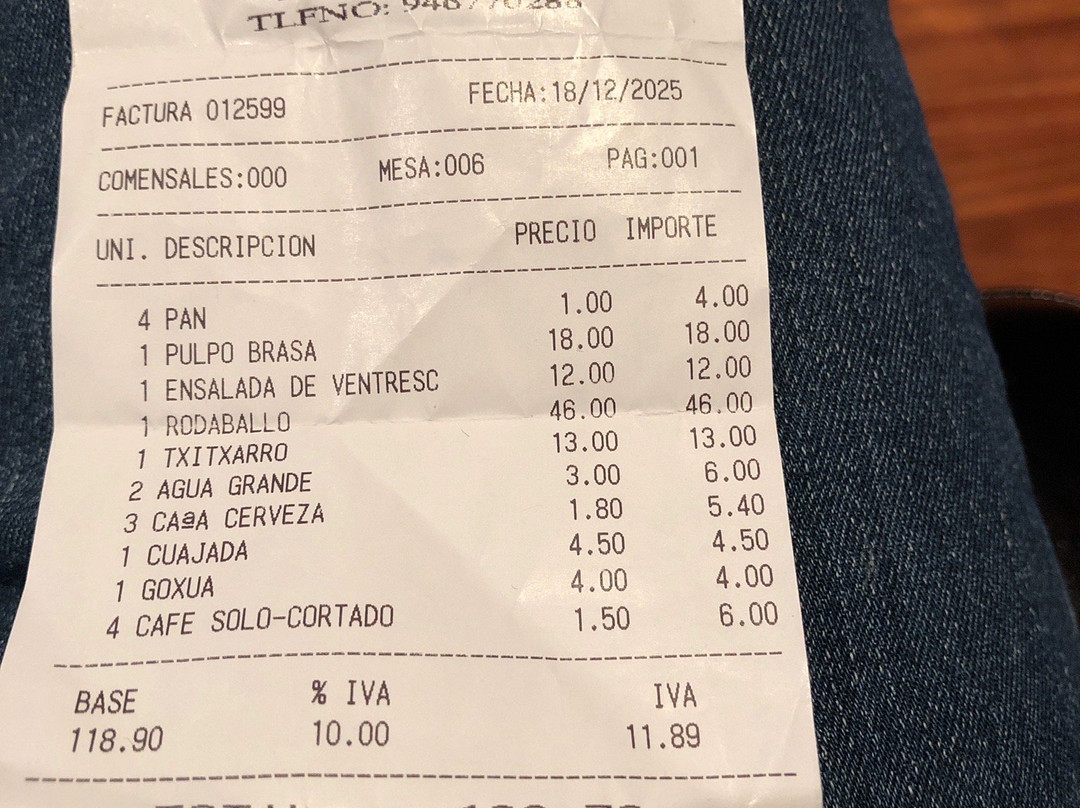 TLFNO:
FACTURA 012599 FECHA:18/12/2025
COMENSALES:000 MESA:006 PAG:001
UNI. DESCRIPCION PRECIO IMPORTE
4 PAN 1.00 4.00
1 PULPO BRASA 18.00 18.00
1 ENSALADA DE VENTRESC 12.00 12.00
1 RODABALLO 46.00 46.00
1 TXITXARRO 13.00 13.00
2 AGUA GRANDE 3.00 6.00
3 CAªA CERVEZA 1.80 5.40
1 CUAJADA 4.50 4.50
1 GOXUA 4.00 4.00
4 CAFE SOLO-CORTADO 1.50 6.00
BASE % IVA IVA
118.90 10.00 11.89